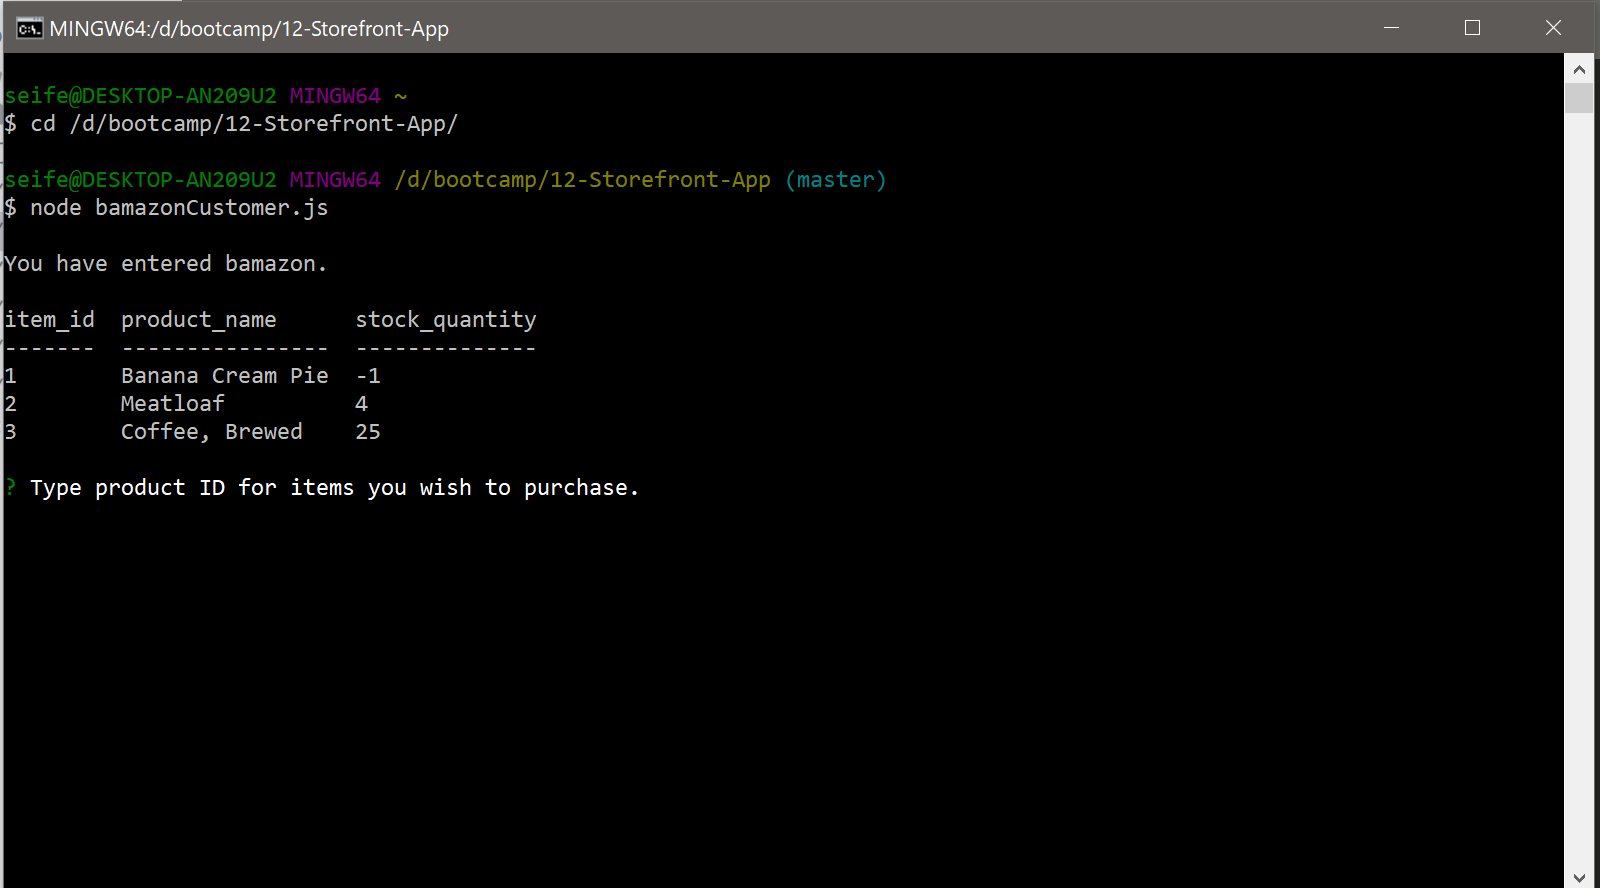 MINGW64:/d/bootcamp/12-Storefront-App
seife@DESKTOP-AN209U2 MINGW64 ~
$ cd /d/bootcamp/12-Storefront-App/
seife@DESKTOP-AN209U2 MINGW64 /d/bootcamp/12-Storefront-App (master)
$ node bamazonCustomer.js
You have entered bamazon.
item_id  product_name      stock_quantity
-------  ----------------  --------------
1        Banana Cream Pie  -1
2        Meatloaf          4
3        Coffee, Brewed    25
? Type product ID for items you wish to purchase.